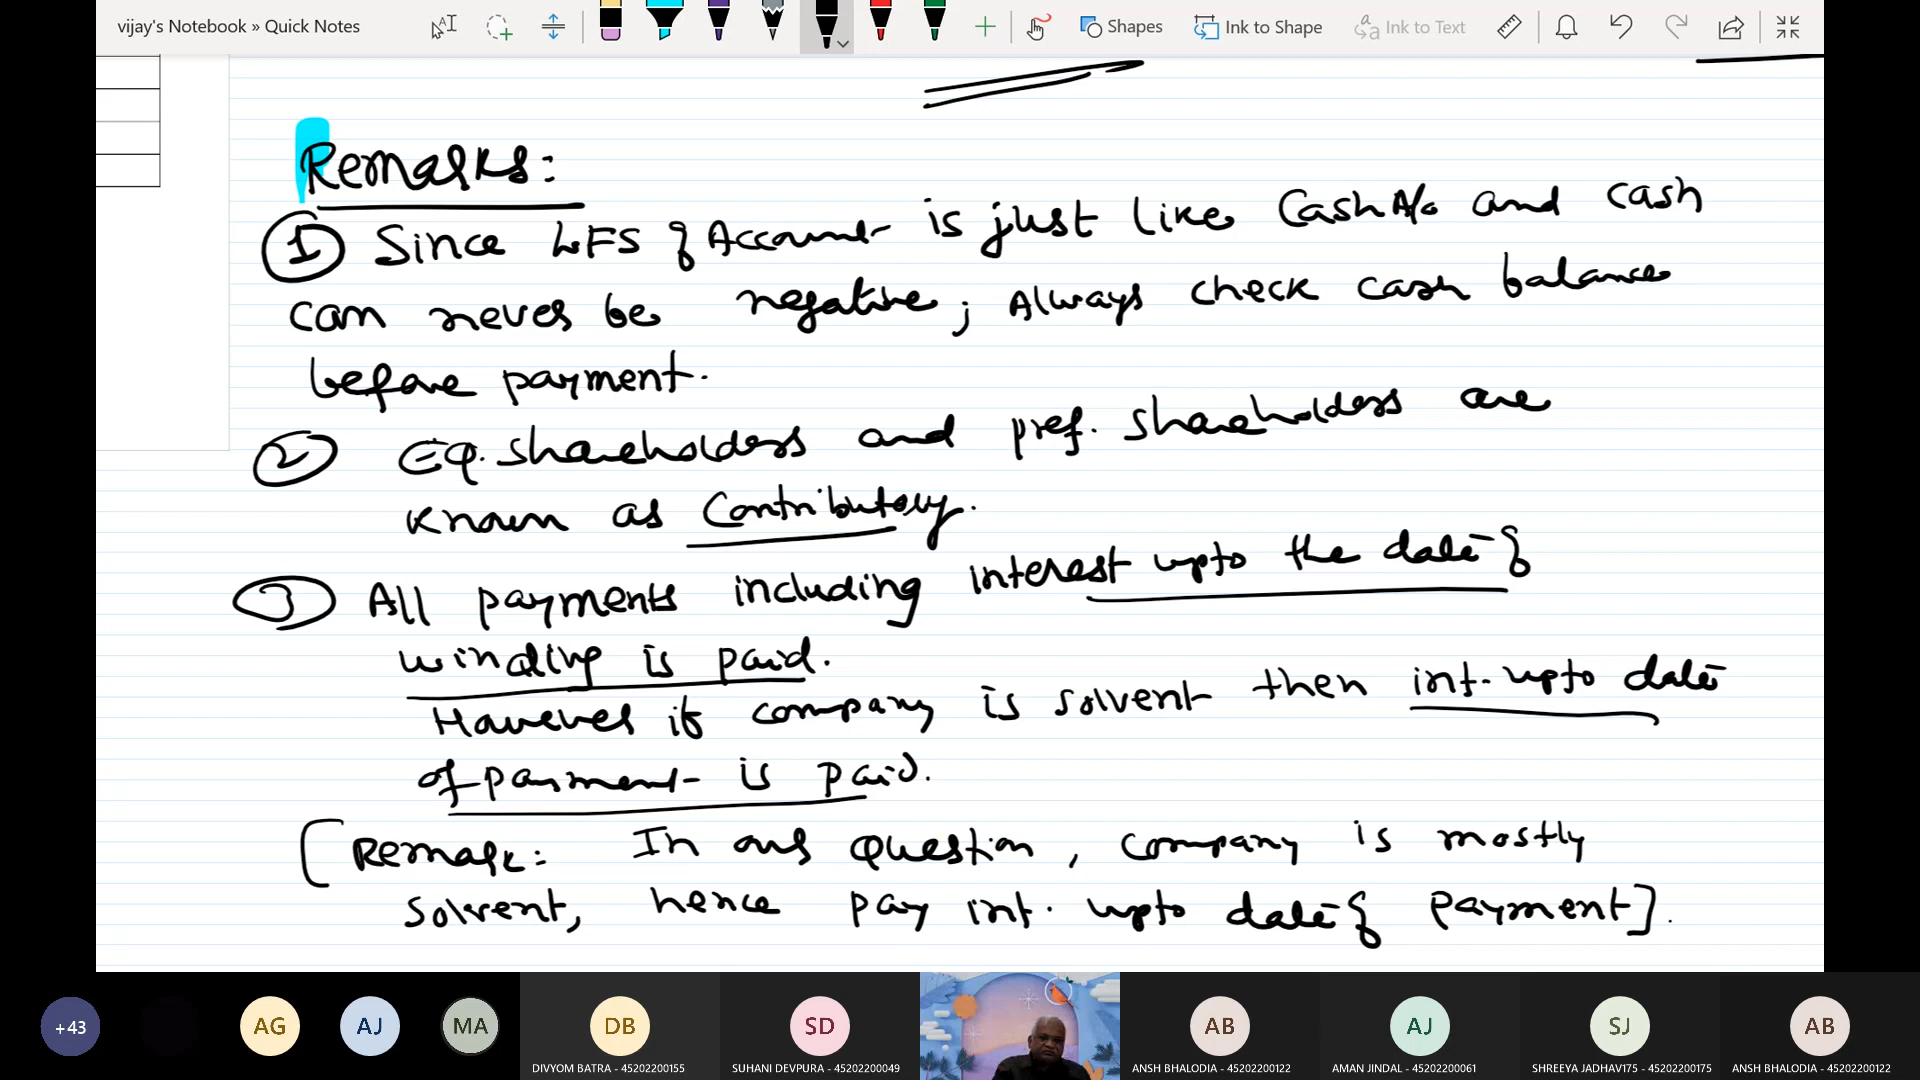 vijay's Notebook » Quick Notes
Shapes
Ink to Shape
Ink to Text
Remarks:
① Since LFS of Account is just like Cash A/c and cash
can never be negative; Always check cash balance
before payment.
② Eq. shareholders and pref. shareholders are
known as Contributory.
③ All payments including interest upto the date of
winding is paid.
However if company is solvent then int. upto date
of payment is paid.
[Remark: In our question, company is mostly
solvent, hence pay int. upto date of payment].
+43
AG
AJ
MA
DB
SD
AB
AJ
SJ
AB
DIVYOM BATRA - 45202200155
SUHANI DEVPURA - 45202200049
ANSH BHALODIA - 45202200122
AMAN JINDAL - 45202200061
SHREEYA JADHAV175 - 45202200175
ANSH BHALODIA - 45202200122